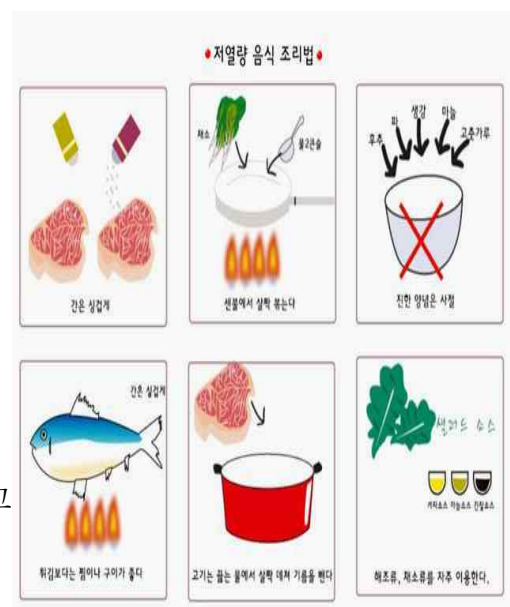 • 저열량 음식 조리법 •
간은 싱겁게
채소
물2큰술
센불에서 살짝 볶는다
후추
파
생강
마늘
고춧가루
진한 양념은 사절
간은 싱겁게
튀김보다는 찜이나 구이가 좋다
고기는 끓는 물에서 살짝 데쳐 기름을 뺀다
샐러드 소스
겨자소스 마늘소스 간장소스
해조류, 채소류를 자주 이용한다.
고